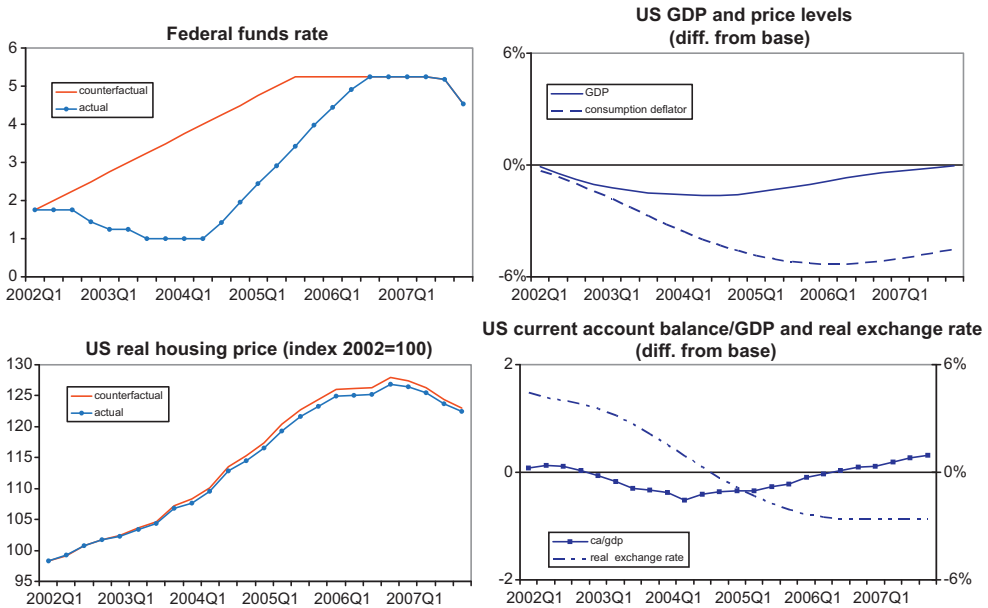 Federal funds rate
6
5
4
3
2
1
0
counterfactual
actual
2002Q1 2003Q1 2004Q1 2005Q1 2006Q1 2007Q1
US GDP and price levels
(diff. from base)
6%
0%
-6%
GDP
consumption deflator
2002Q1 2003Q1 2004Q1 2005Q1 2006Q1 2007Q1
US real housing price (index 2002=100)
130
125
120
115
110
105
100
95
counterfactual
actual
2002Q1 2003Q1 2004Q1 2005Q1 2006Q1 2007Q1
US current account balance/GDP and real exchange rate
(diff. from base)
2
0
-2
6%
0%
-6%
ca/gdp
real exchange rate
2002Q1 2003Q1 2004Q1 2005Q1 2006Q1 2007Q1